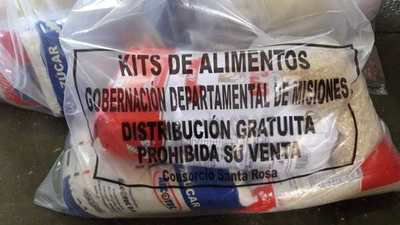 KITS DE ALIMENTOS
GOBERNACIÓN DEPARTAMENTAL DE MISIONES
DISTRIBUCIÓN GRATUITA
PROHIBIDA SU VENTA
Consorcio Santa Rosa